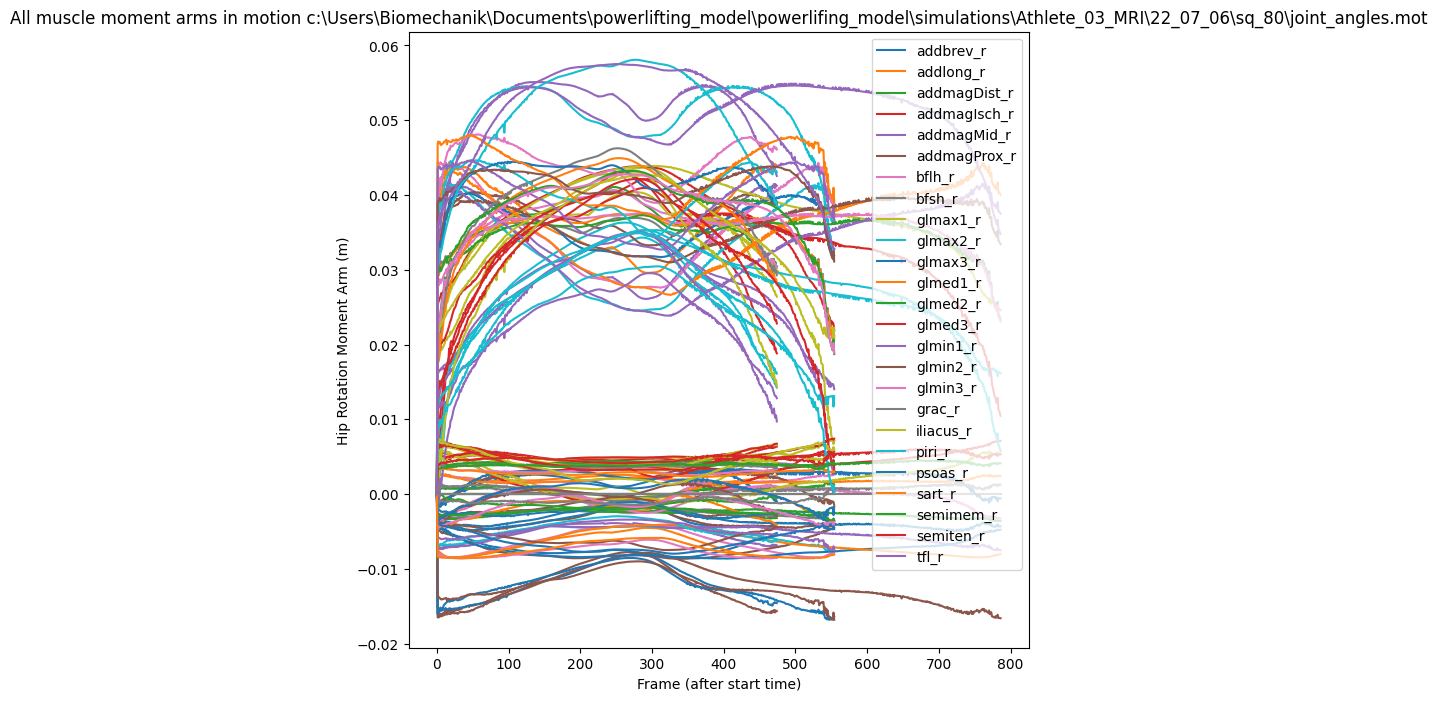 All muscle moment arms in motion c:\Users\Biomechanik\Documents\powerlifting_model\powerlifing_model\simulations\Athlete_03_MRI\22_07_06\sq_80\joint_angles.mot
Hip Rotation Moment Arm (m)
0.06
0.05
0.04
0.03
0.02
0.01
0.00
−0.01
−0.02
addbrev_r
addlong_r
addmagDist_r
addmagIsch_r
addmagMid_r
addmagProx_r
bflh_r
bfsh_r
glmax1_r
glmax2_r
glmax3_r
glmed1_r
glmed2_r
glmed3_r
glmin1_r
glmin2_r
glmin3_r
grac_r
iliacus_r
piri_r
psoas_r
sart_r
semimem_r
semiten_r
tfl_r
0 100 200 300 400 500 600 700 800
Frame (after start time)